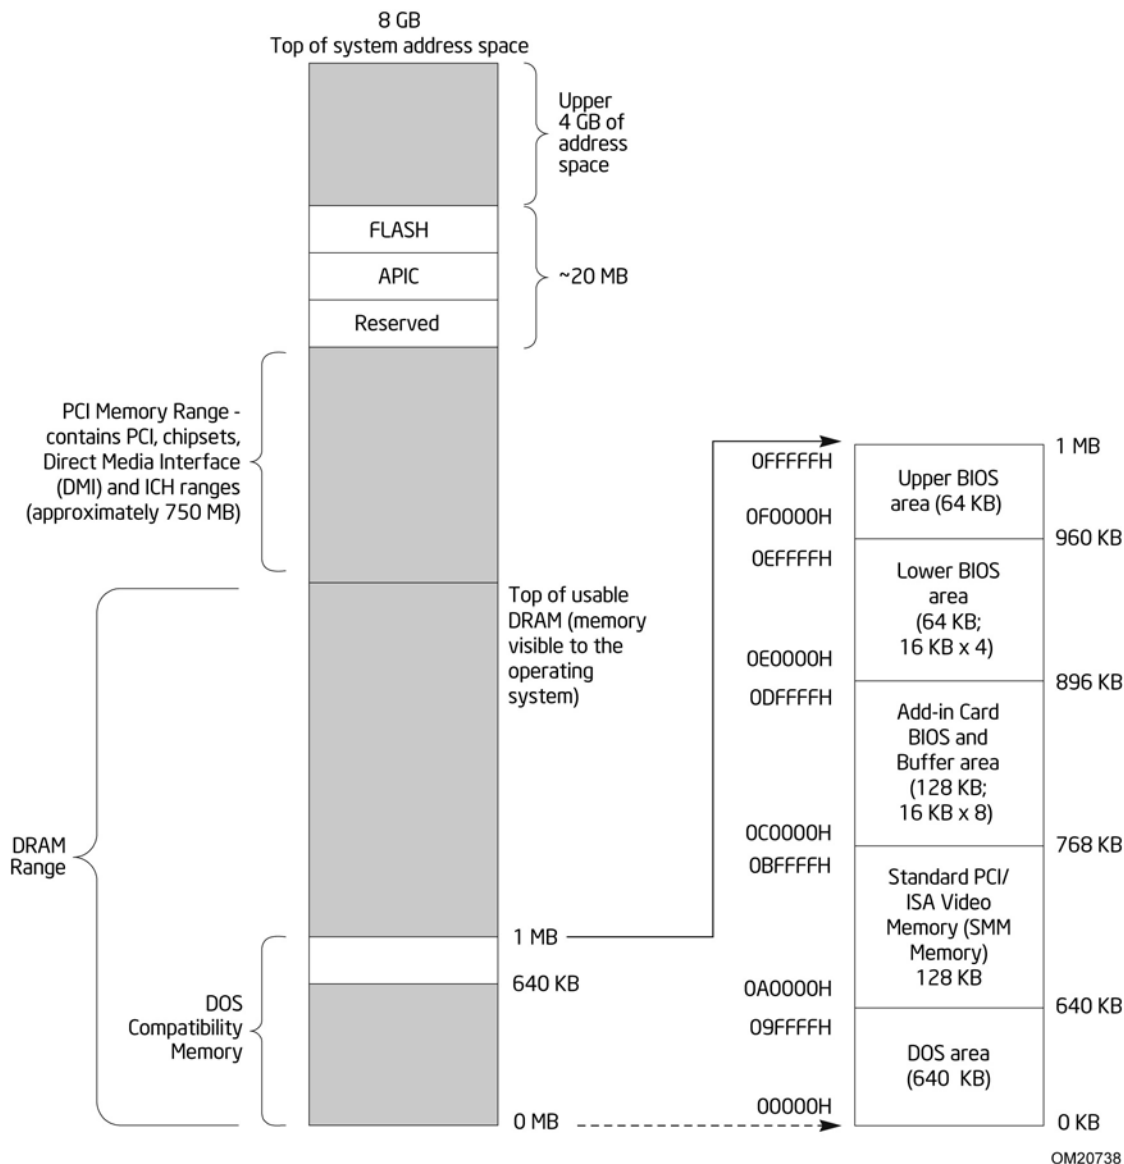 8 GB
Top of system address space
Upper
4 GB of
address
space
FLASH
APIC
~20 MB
Reserved
PCI Memory Range -
contains PCI, chipsets,
Direct Media Interface
(DMI) and ICH ranges
(approximately 750 MB)
Top of usable
DRAM (memory
visible to the
operating
system)
DRAM
Range
1 MB
640 KB
DOS
Compatibility
Memory
0 MB
1 MB
0FFFFFH
Upper BIOS
area (64 KB)
0F0000H
960 KB
0EFFFFH
Lower BIOS
area
(64 KB;
16 KB x 4)
0E0000H
896 KB
0DFFFFH
Add-in Card
BIOS and
Buffer area
(128 KB;
16 KB x 8)
0C0000H
768 KB
0BFFFFH
Standard PCI/
ISA Video
Memory (SMM
Memory)
128 KB
0A0000H
640 KB
09FFFFH
DOS area
(640 KB)
00000H
0 KB
OM20738